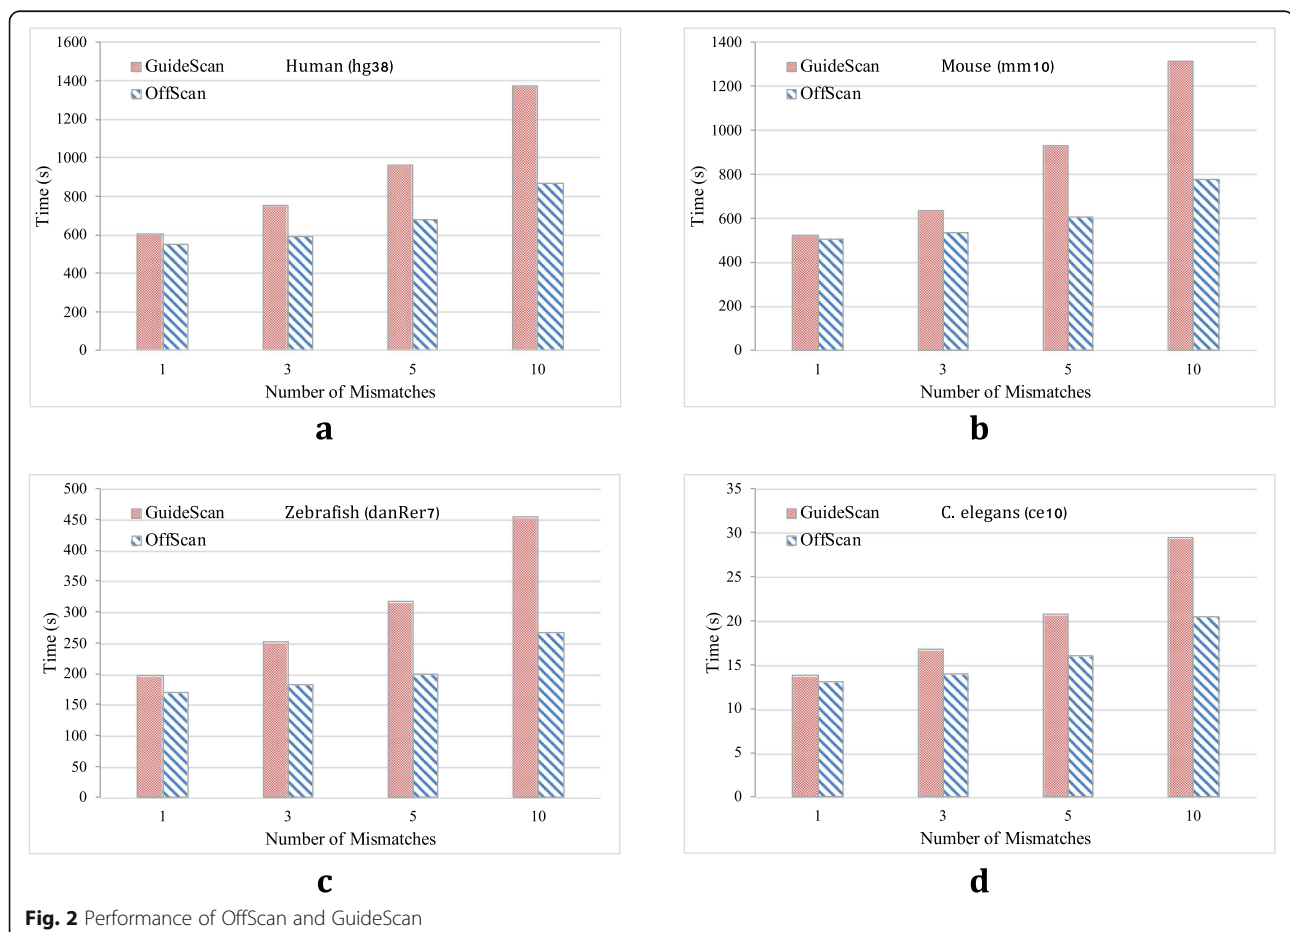 1600
1400
1200
1000
800
600
400
200
0
Time (s)
GuideScan
OffScan
Human (hg38)
1 3 5 10
Number of Mismatches
a
1400
1200
1000
800
600
400
200
0
Time (s)
GuideScan
OffScan
Mouse (mm10)
1 3 5 10
Number of Mismatches
b
500
450
400
350
300
250
200
150
100
50
0
Time (s)
GuideScan
OffScan
Zebrafish (danRer7)
1 3 5 10
Number of Mismatches
c
35
30
25
20
15
10
5
0
Time (s)
GuideScan
OffScan
C. elegans (ce10)
1 3 5 10
Number of Mismatches
d
Fig. 2 Performance of OffScan and GuideScan